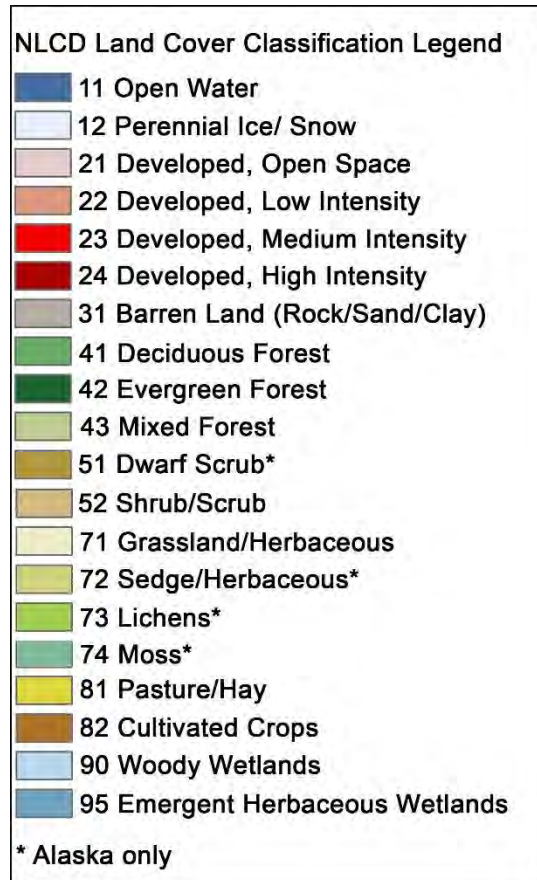 NLCD Land Cover Classification Legend
11 Open Water
12 Perennial Ice/ Snow
21 Developed, Open Space
22 Developed, Low Intensity
23 Developed, Medium Intensity
24 Developed, High Intensity
31 Barren Land (Rock/Sand/Clay)
41 Deciduous Forest
42 Evergreen Forest
43 Mixed Forest
51 Dwarf Scrub*
52 Shrub/Scrub
71 Grassland/Herbaceous
72 Sedge/Herbaceous*
73 Lichens*
74 Moss*
81 Pasture/Hay
82 Cultivated Crops
90 Woody Wetlands
95 Emergent Herbaceous Wetlands
* Alaska only